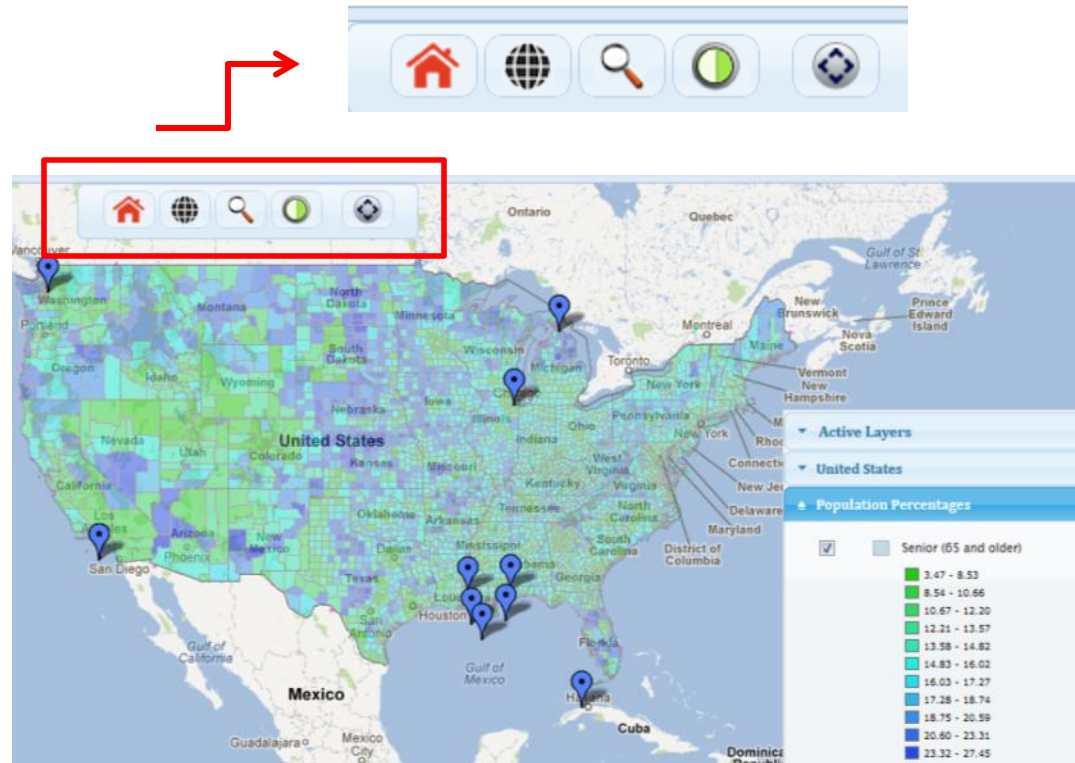 Ontario
Quebec
Gulf of St.
Lawrence
Vancouver
Washington
Montana
North
Dakota
Minnesota
Montreal
New
Brunswick
Prince
Edward
Island
Nova
Scotia
Maine
Portland
Oregon
Idaho
Wyoming
South
Dakota
Wisconsin
Michigan
Toronto
Vermont
New
Hampshire
New York
Nebraska
Iowa
Illinois
Indiana
Ohio
Pennsylvania
New York
Nevada
Utah
Colorado
United States
Kansas
Missouri
West
Virginia
Kentucky
Virginia
California
Los
Arizona
Phoenix
New
Mexico
Oklahoma
Arkansas
Tennessee
North
Carolina
Delaware
Maryland
District of
Columbia
San Diego
Dallas
Mississippi
South
Carolina
Georgia
Texas
Houston
San
Antonio
Florida
Gulf of
California
Gulf of
Mexico
Mexico
Cuba
Guadalajara
Mexico
City
Active Layers
United States
Population Percentages
Senior (65 and older)
3.47 - 8.53
8.54 - 10.66
10.67 - 12.20
12.21 - 13.57
13.58 - 14.82
14.83 - 16.02
16.03 - 17.27
17.28 - 18.74
18.75 - 20.59
20.60 - 23.31
23.32 - 27.45